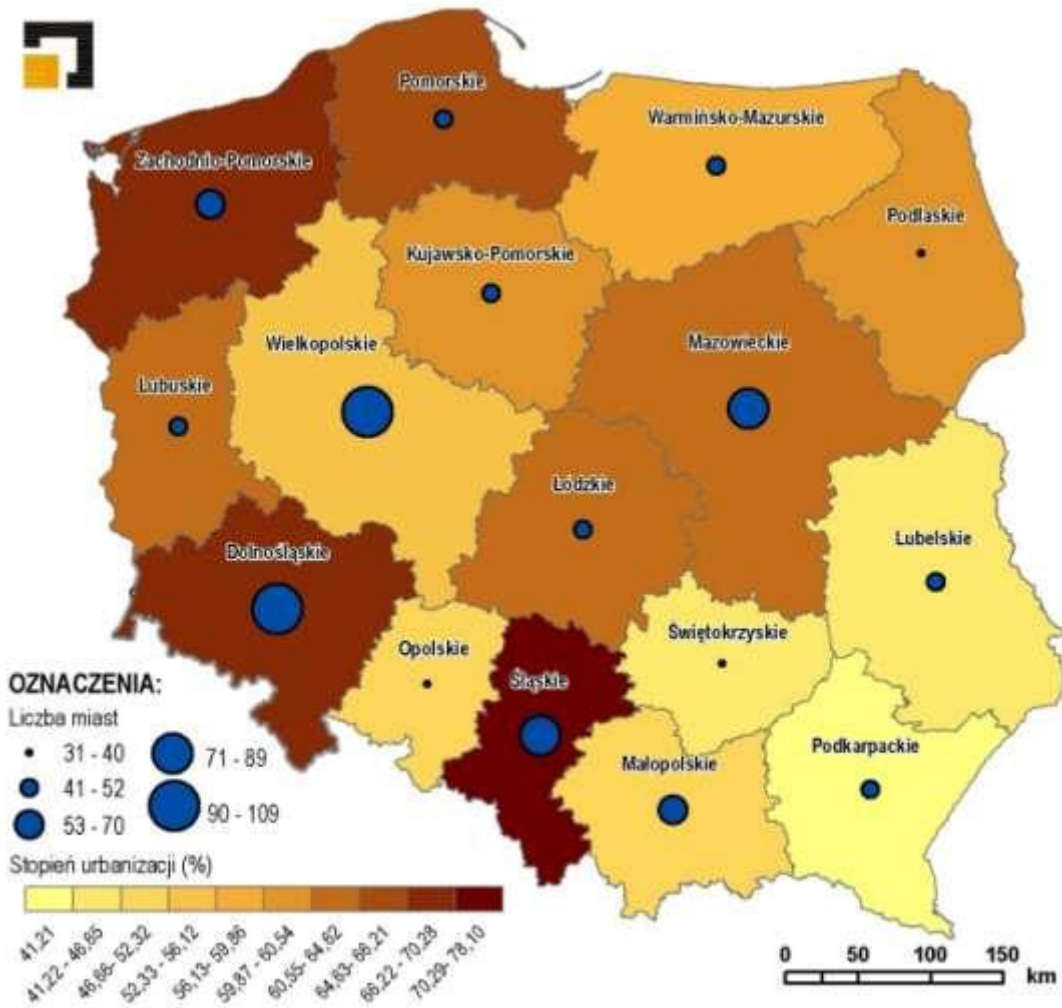 Pomorskie
Warmińsko-Mazurskie
Zachodnio-Pomorskie
Podlaskie
Kujawsko-Pomorskie
Wielkopolskie
Mazowieckie
Lubuskie
Łódzkie
Lubelskie
Dolnośląskie
Świętokrzyskie
Opolskie
Śląskie
Podkarpackie
Małopolskie
OZNACZENIA:
Liczba miast
31 - 40
41 - 52
53 - 70
71 - 89
90 - 109
Stopień urbanizacji (%)
41,21
41,22 - 46,65
46,66- 52,32
52,33 - 56,12
56,13- 59,86
59,87 - 60,54
60,55- 64,62
64,63- 66,21
66,22 - 70,28
70,29- 78,10
0 50 100 150
km